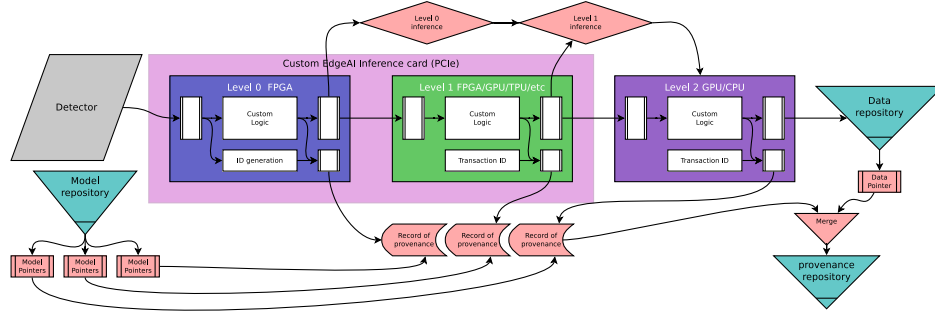 Level 0
inference
Level 1
inference
Custom EdgeAI Inference card (PCIe)
Level 0 FPGA
Level 1 FPGA/GPU/TPU/etc
Level 2 GPU/CPU
Detector
Custom
Logic
ID generation
Custom
Logic
Transaction ID
Custom
Logic
Transaction ID
Data
repository
Data
Pointer
Model
repository
Merge
Record of
provenance
Record of
provenance
Record of
provenance
Model
Pointers
Model
Pointers
Model
Pointers
provenance
repository